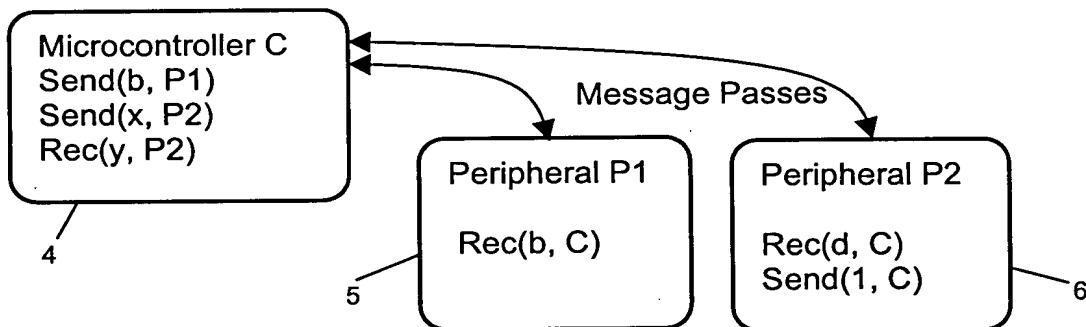 Microcontroller C
Send(b, P1)
Send(x, P2)
Rec(y, P2)
4
Message Passes
Peripheral P1
Rec(b, C)
5
Peripheral P2
Rec(d, C)
Send(1, C)
6